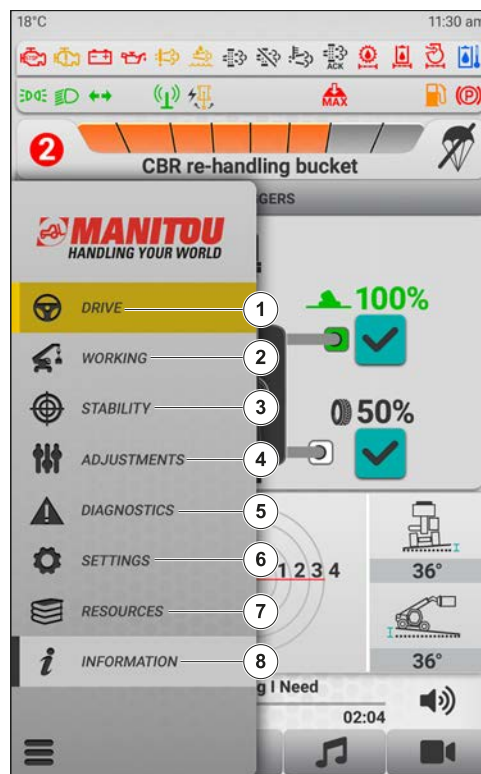 18°C 11:30 am
STOP
ACK
MAX
2
CBR re-handling bucket
GERS
MANITOU
HANDLING YOUR WORLD
DRIVE 1
100%
WORKING 2
STABILITY 3
50%
ADJUSTMENTS 4
DIAGNOSTICS 5
SETTINGS 6
1 2 3 4
36°
RESOURCES 7
INFORMATION 8
36°
g I Need
02:04